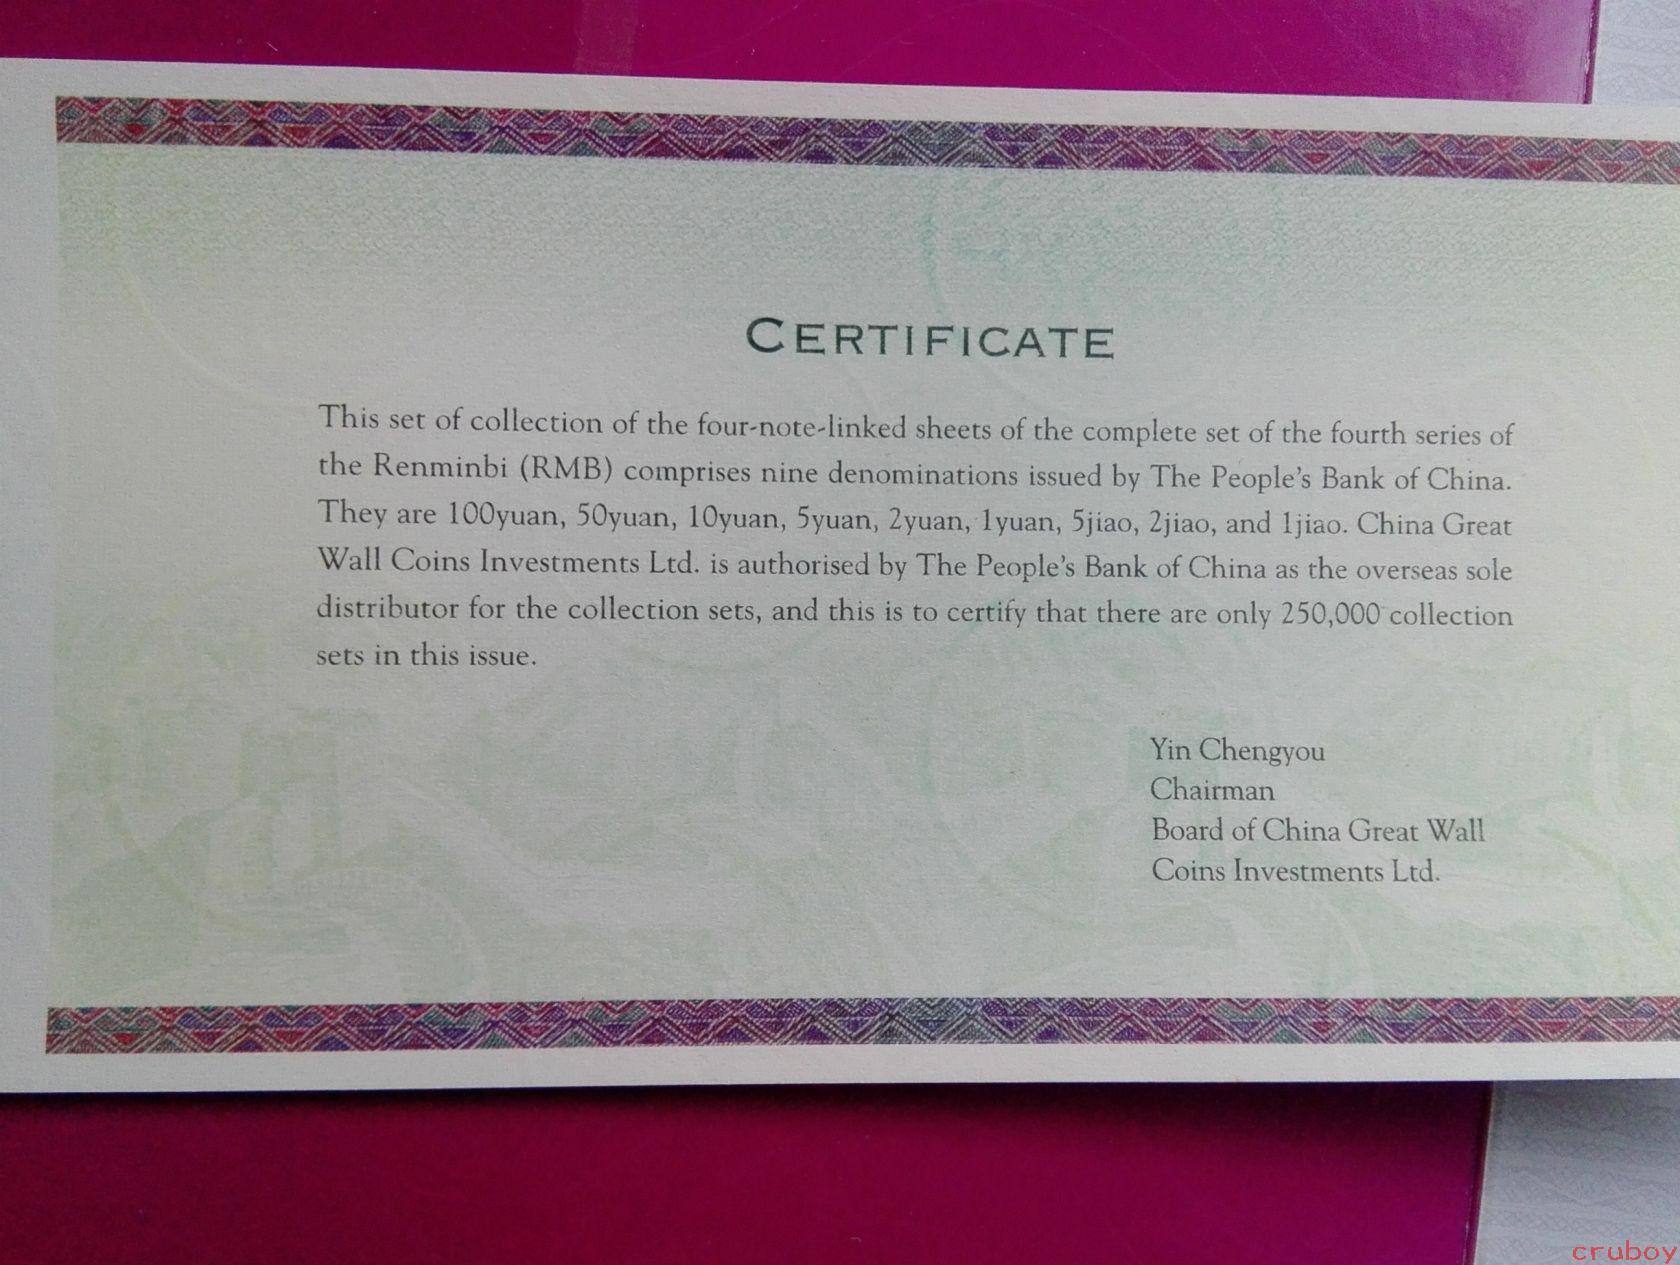 CERTIFICATE
This set of collection of the four-note-linked sheets of the complete set of the fourth series of
the Renminbi (RMB) comprises nine denominations issued by The People's Bank of China.
They are 100yuan, 50yuan, 10yuan, 5yuan, 2yuan, 1yuan, 5jiao, 2jiao, and 1jiao. China Great
Wall Coins Investments Ltd. is authorised by The People's Bank of China as the overseas sole
distributor for the collection sets, and this is to certify that there are only 250,000 collection
sets in this issue.
Yin Chengyou
Chairman
Board of China Great Wall
Coins Investments Ltd.
cruboy